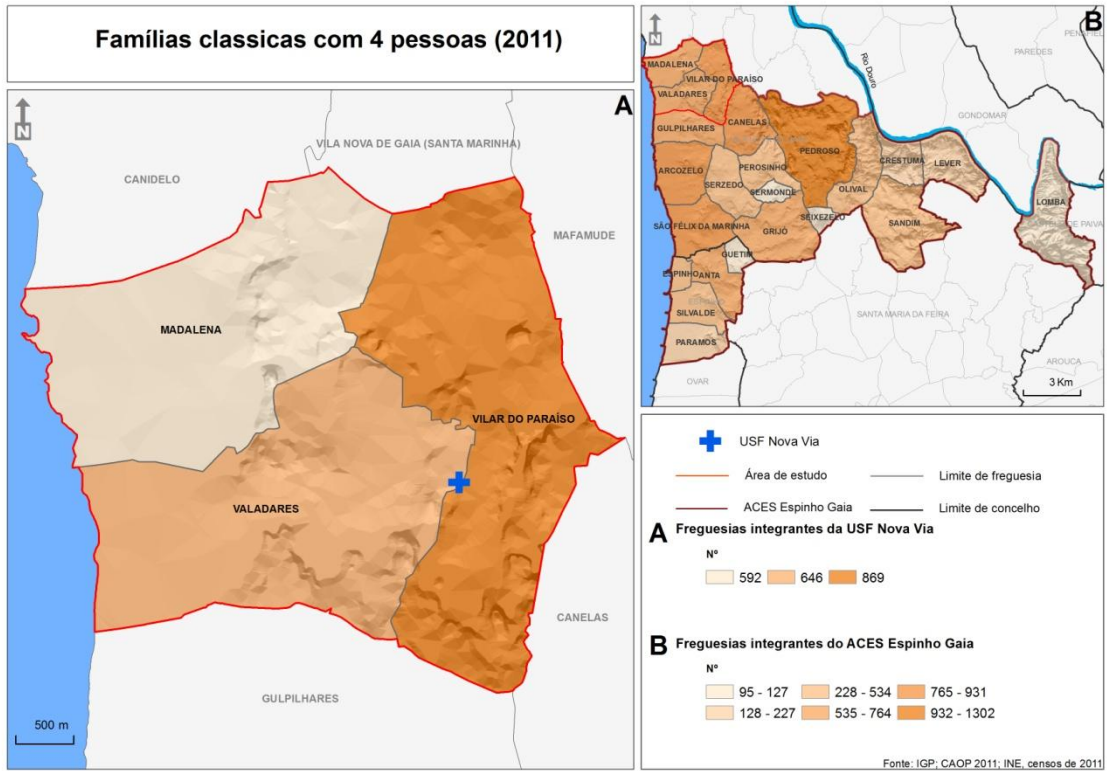 Famílias classicas com 4 pessoas (2011)
N
A
VILA NOVA DE GAIA (SANTA MARINHA)
CANIDELO
MAFAMUDE
MADALENA
VILAR DO PARAÍSO
VALADARES
CANELAS
GULPILHARES
500 m
N
B
PENAFIEL
PAREDES
Rio Douro
MADALENA
VILAR DO PARAÍSO
VALADARES
GONDOMAR
GULPILHARES
CANELAS
PEDROSO
CRESTUMA
LEVER
ARCOZELO
PEROSINHO
SERZEDO
SERMONDE
OLIVAL
LOMBA
SEIXEZELO
SANDIM
SÃO FÉLIX DA MARINHA
GRIJÓ
DE PAIVA
GUETIM
ESPINHO
ANTA
SILVALDE
SANTA MARIA DA FEIRA
PARAMOS
AROUCA
OVAR
3 Km
USF Nova Via
Área de estudo
Limite de freguesia
ACES Espinho Gaia
Limite de concelho
A Freguesias integrantes da USF Nova Via
Nº
592 646 869
B Freguesias integrantes do ACES Espinho Gaia
Nº
95 - 127 228 - 534 765 - 931
128 - 227 535 - 764 932 - 1302
Fonte: IGP; CAOP 2011; INE, censos de 2011